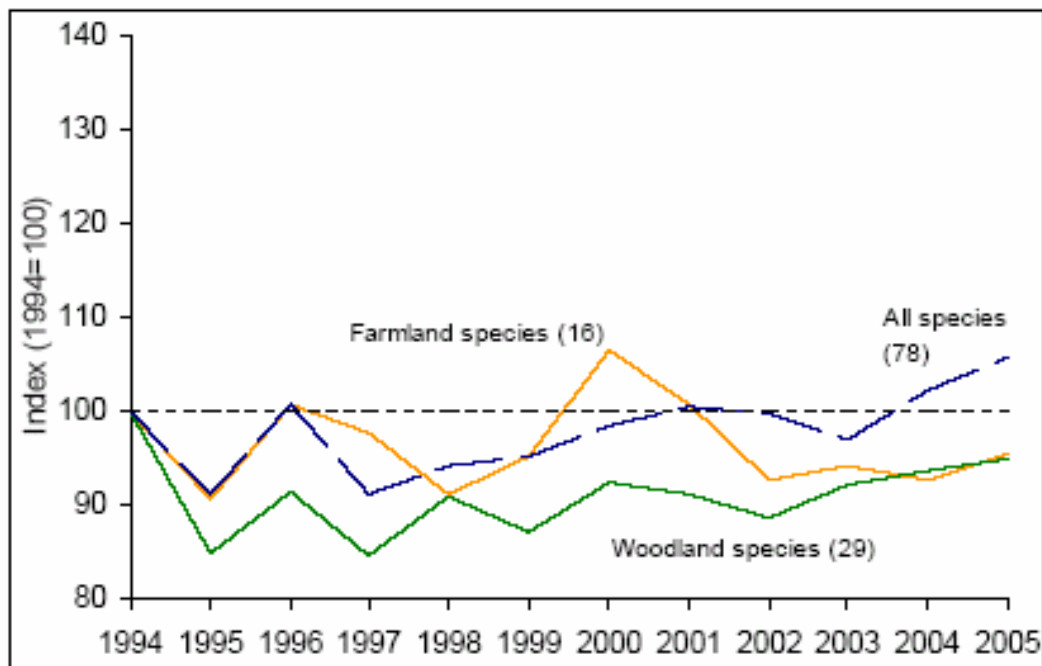 140
130
120
110
100
90
80
Index (1994=100)
Farmland species (16)
All species
(78)
Woodland species (29)
1994 1995 1996 1997 1998 1999 2000 2001 2002 2003 2004 2005